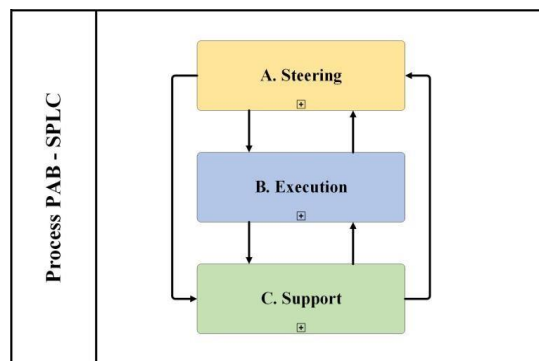 Process PAB - SPLC
A. Steering
B. Execution
C. Support